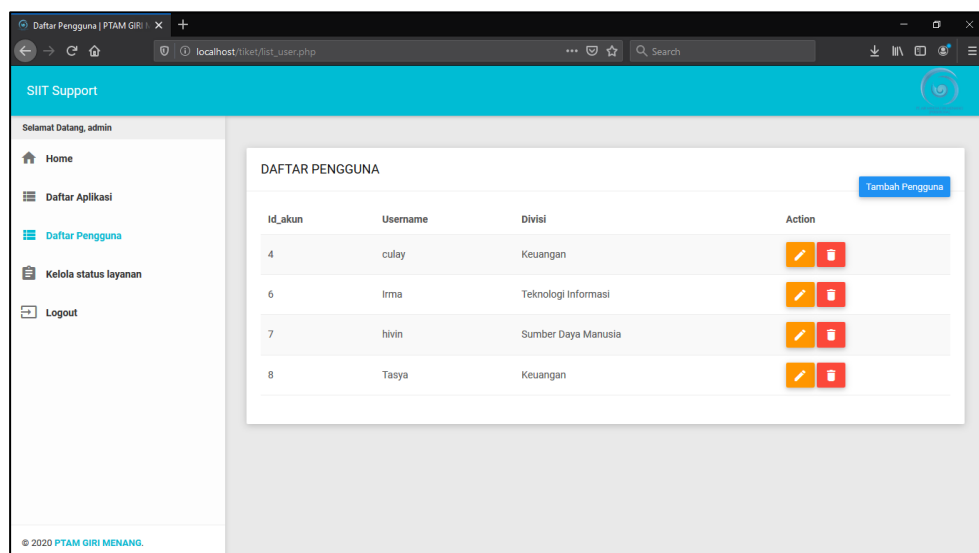 Daftar Pengguna | PTAM GIRI
localhost/tiket/list_user.php
Search
SIIT Support
Selamat Datang, admin
Home
Daftar Aplikasi
Daftar Pengguna
Kelola status layanan
Logout
DAFTAR PENGGUNA
Tambah Pengguna
Id_akun Username Divisi Action
4 culay Keuangan
6 Irma Teknologi Informasi
7 hivin Sumber Daya Manusia
8 Tasya Keuangan
© 2020 PTAM GIRI MENANG.